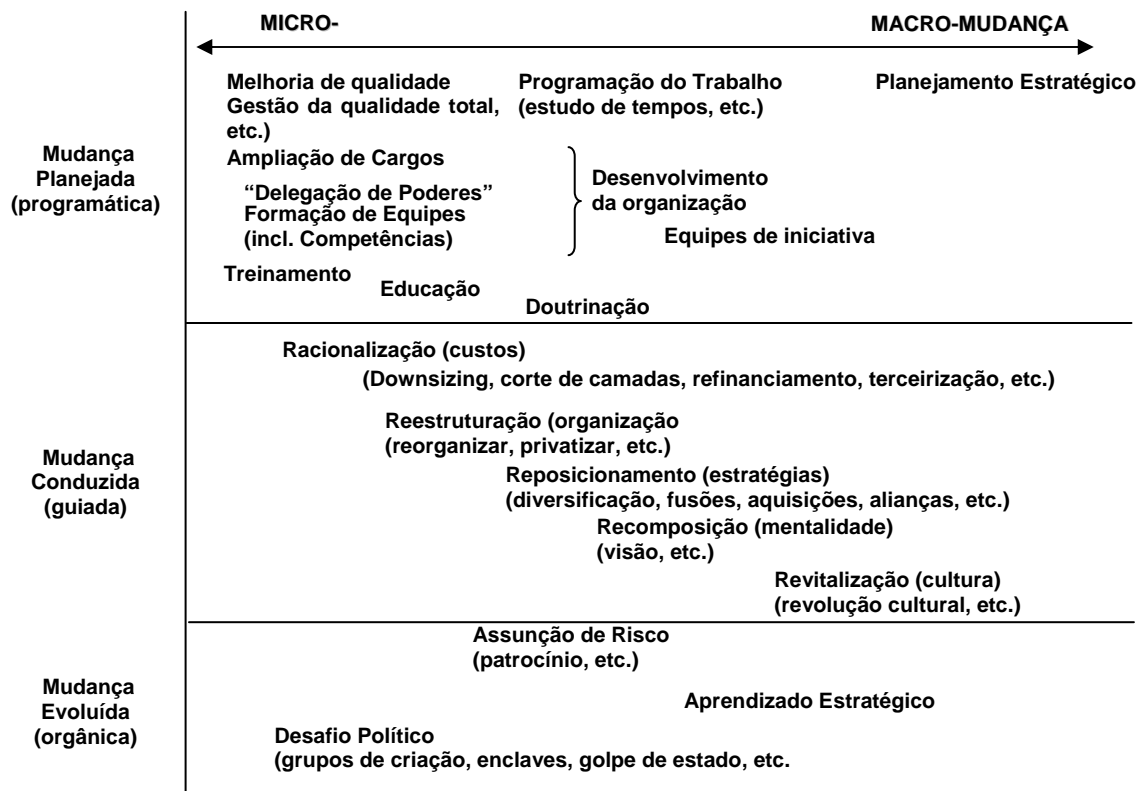 MICRO-
MACRO-MUDANÇA
Mudança
Planejada
(programática)
Melhoria de qualidade
Gestão da qualidade total,
etc.)
Programação do Trabalho
(estudo de tempos, etc.)
Planejamento Estratégico
Ampliação de Cargos
“Delegação de Poderes”
Formação de Equipes
(incl. Competências)
Desenvolvimento
da organização
Equipes de iniciativa
Treinamento
Educação
Doutrinação
Mudança
Conduzida
(guiada)
Racionalização (custos)
(Downsizing, corte de camadas, refinanciamento, terceirização, etc.)
Reestruturação (organização
(reorganizar, privatizar, etc.)
Reposicionamento (estratégias)
(diversificação, fusões, aquisições, alianças, etc.)
Recomposição (mentalidade)
(visão, etc.)
Revitalização (cultura)
(revolução cultural, etc.)
Mudança
Evoluída
(orgânica)
Assunção de Risco
(patrocínio, etc.)
Aprendizado Estratégico
Desafio Político
(grupos de criação, enclaves, golpe de estado, etc.